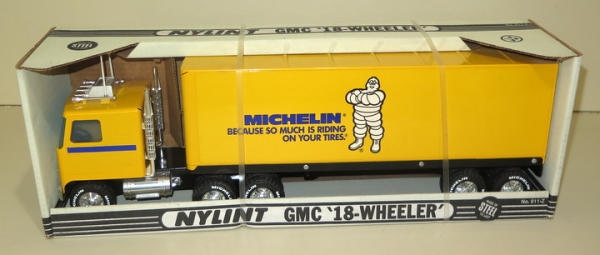 NYLINT GMC '18-WHEELER'
STEEL
MICHELIN®
BECAUSE SO MUCH IS RIDING
ON YOUR TIRES.®
NYLINT GMC '18-WHEELER'
No. 911-Z
STEEL